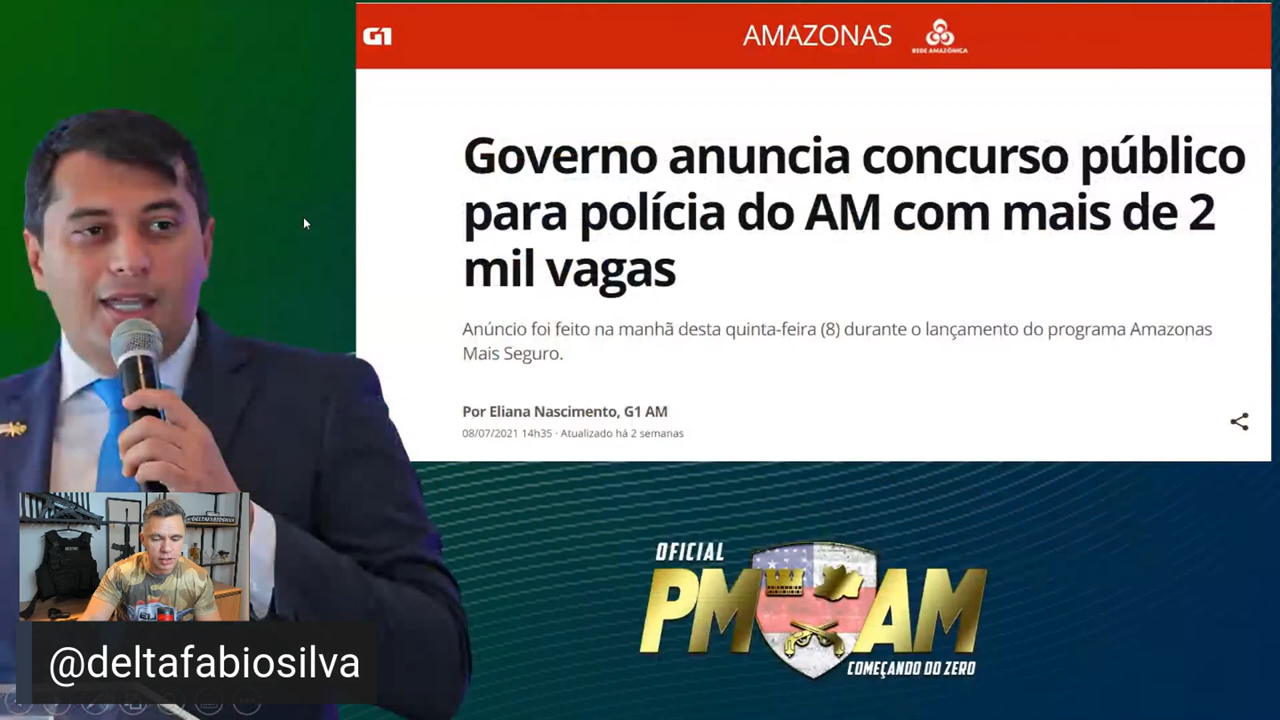 G1
AMAZONAS
REDE AMAZÔNICA
Governo anuncia concurso público
para polícia do AM com mais de 2
mil vagas
Anúncio foi feito na manhã desta quinta-feira (8) durante o lançamento do programa Amazonas
Mais Seguro.
Por Eliana Nascimento, G1 AM
08/07/2021 14h35 · Atualizado há 2 semanas
OFICIAL
PM AM
COMEÇANDO DO ZERO
@DELTAFABIOSILVA
@deltafabiosilva